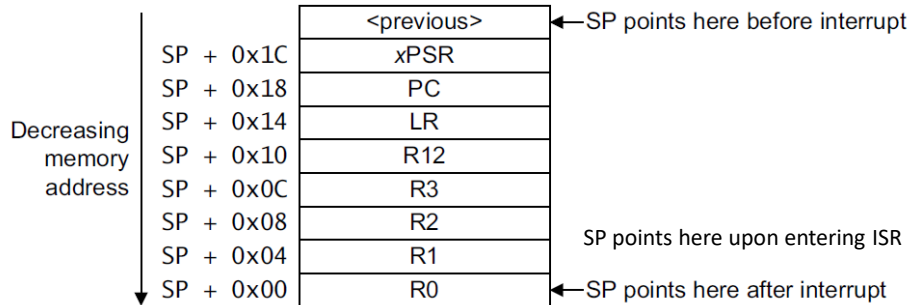 <previous>
SP points here before interrupt
SP + 0x1C
xPSR
SP + 0x18
PC
SP + 0x14
LR
Decreasing
memory
address
SP + 0x10
R12
SP + 0x0C
R3
SP + 0x08
R2
SP points here upon entering ISR
SP + 0x04
R1
SP + 0x00
R0
SP points here after interrupt